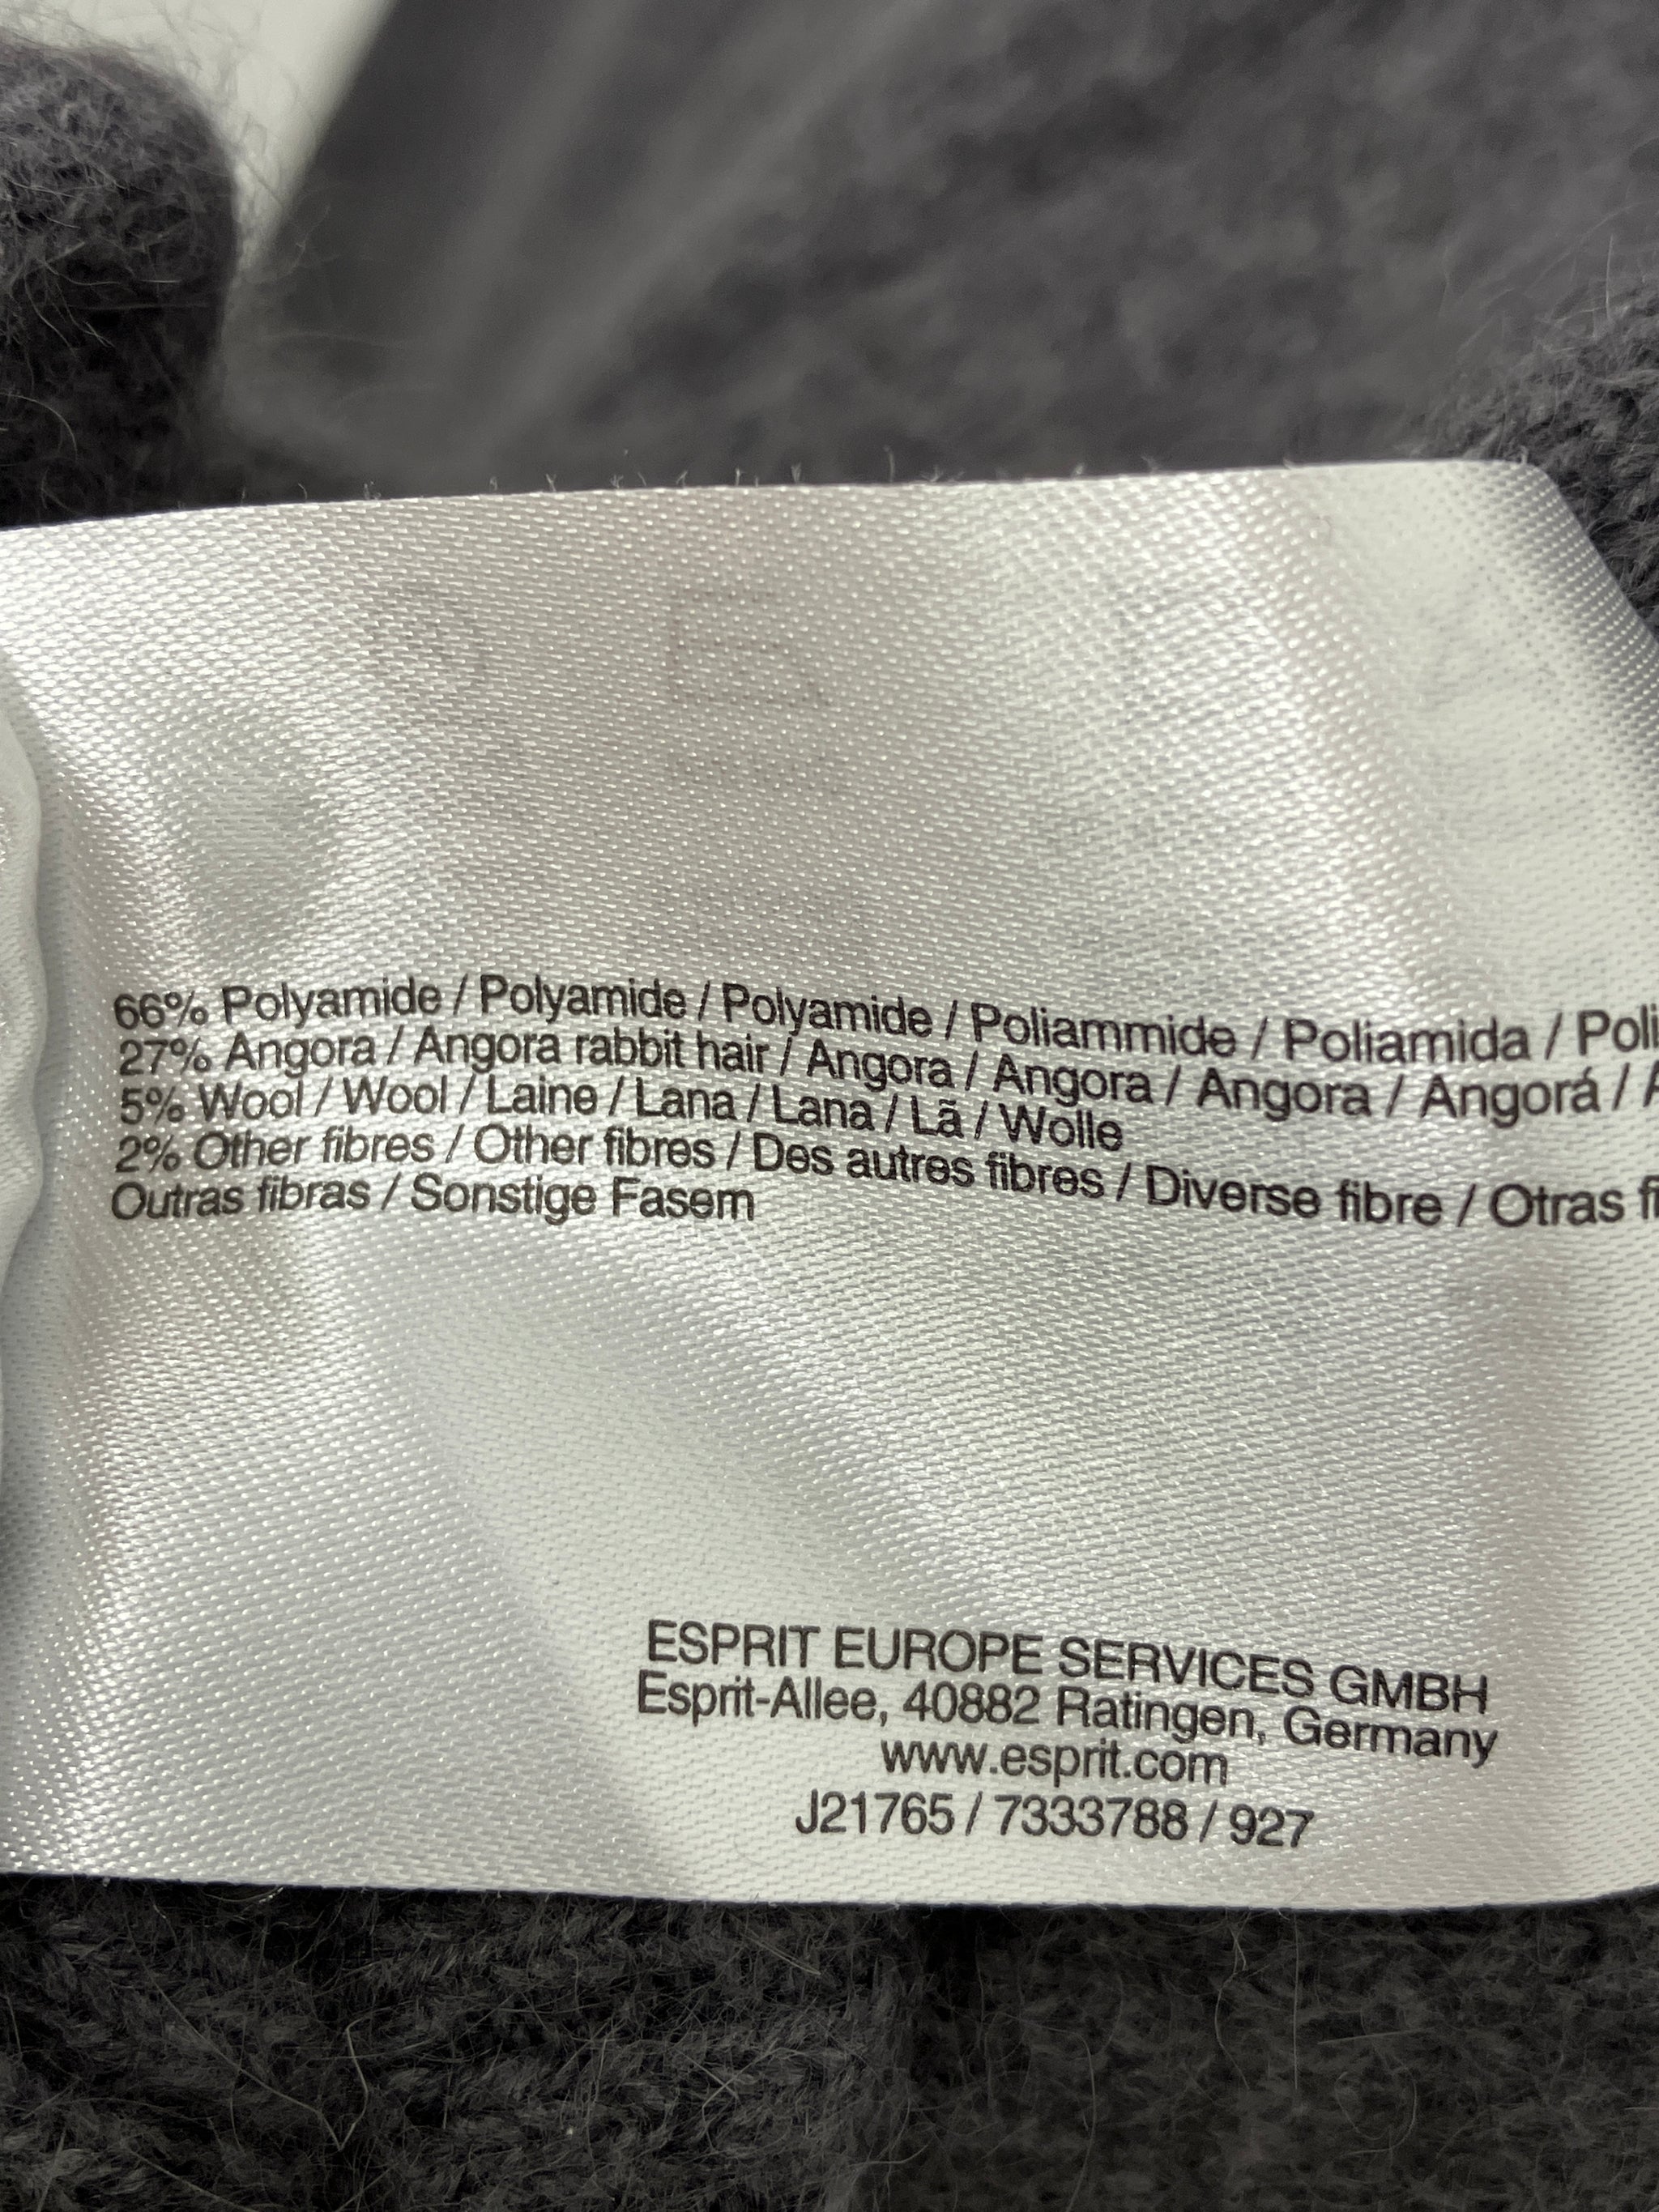 66% Polyamide / Polyamide / Polyamide / Poliammide / Poliamida / Poli
27% Angora / Angora rabbit hair / Angora / Angora / Angora / Angorá / A
5% Wool / Wool / Laine / Lana / Lana / Lã / Wolle
2% Other fibres / Other fibres / Des autres fibres / Diverse fibre / Otras fi
Outras fibras / Sonstige Fasern
ESPRIT EUROPE SERVICES GMBH
Esprit-Allee, 40882 Ratingen, Germany
www.esprit.com
J21765 / 7333788 / 927